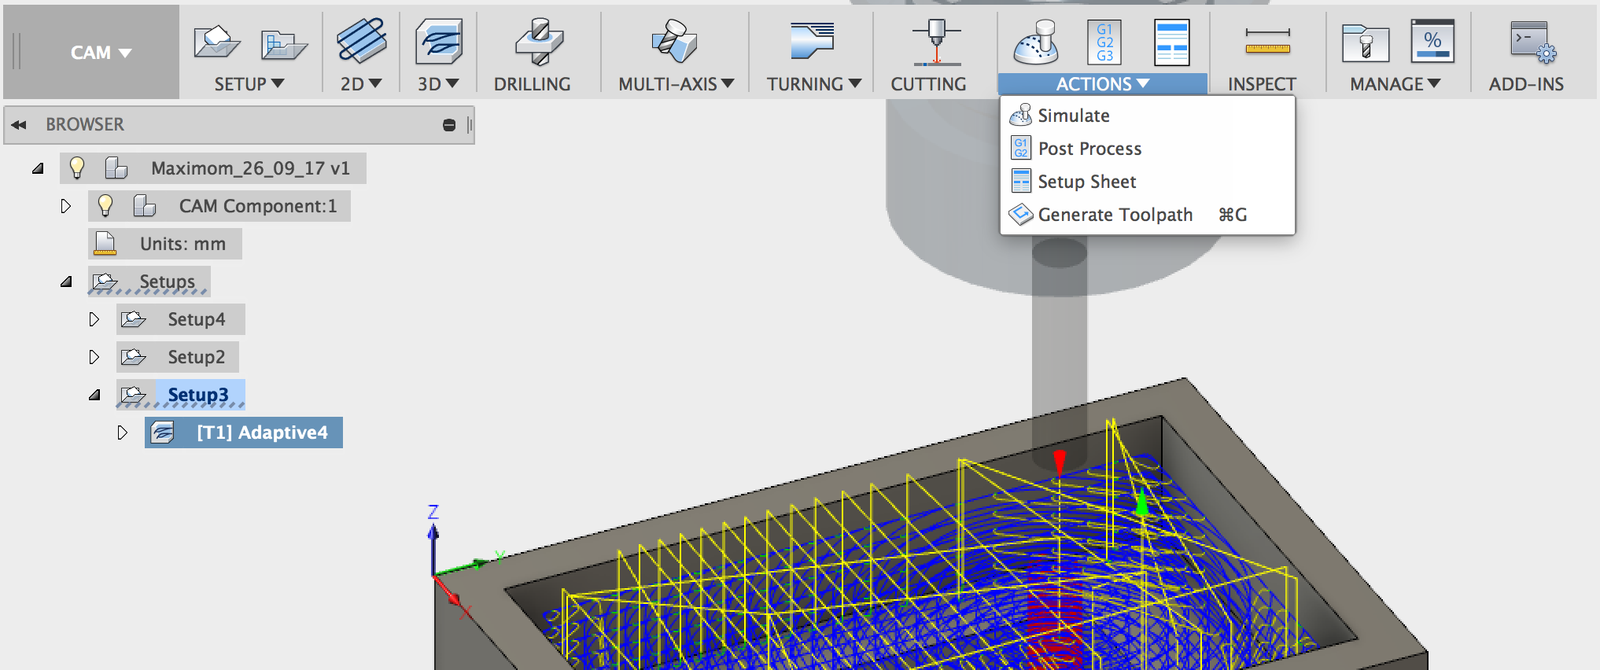 CAM
SETUP
2D
3D
DRILLING
MULTI-AXIS
TURNING
CUTTING
G1
G2
G3
ACTIONS
INSPECT
%
MANAGE
ADD-INS
BROWSER
Maximom_26_09_17 v1
CAM Component:1
Units: mm
Setups
Setup4
Setup2
Setup3
[T1] Adaptive4
Simulate
G1
G2
Post Process
Setup Sheet
Generate Toolpath ⌘G
Z
Y
X